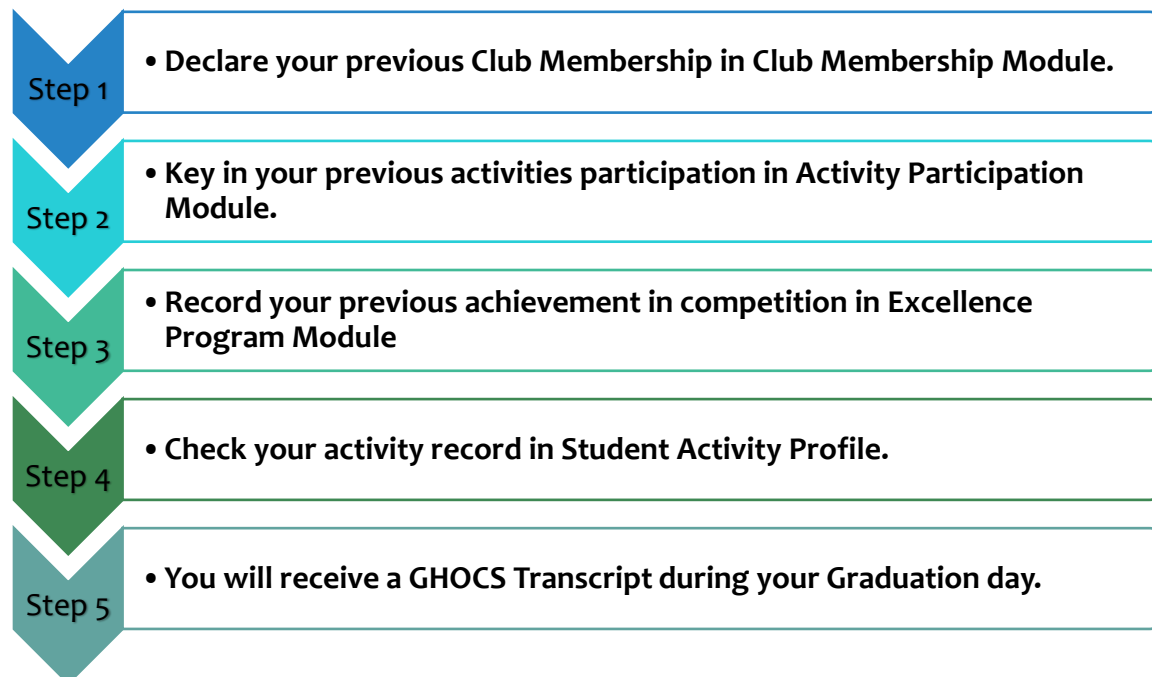 Step 1
• Declare your previous Club Membership in Club Membership Module.
Step 2
• Key in your previous activities participation in Activity Participation
Module.
Step 3
• Record your previous achievement in competition in Excellence
Program Module
Step 4
• Check your activity record in Student Activity Profile.
Step 5
• You will receive a GHOCS Transcript during your Graduation day.